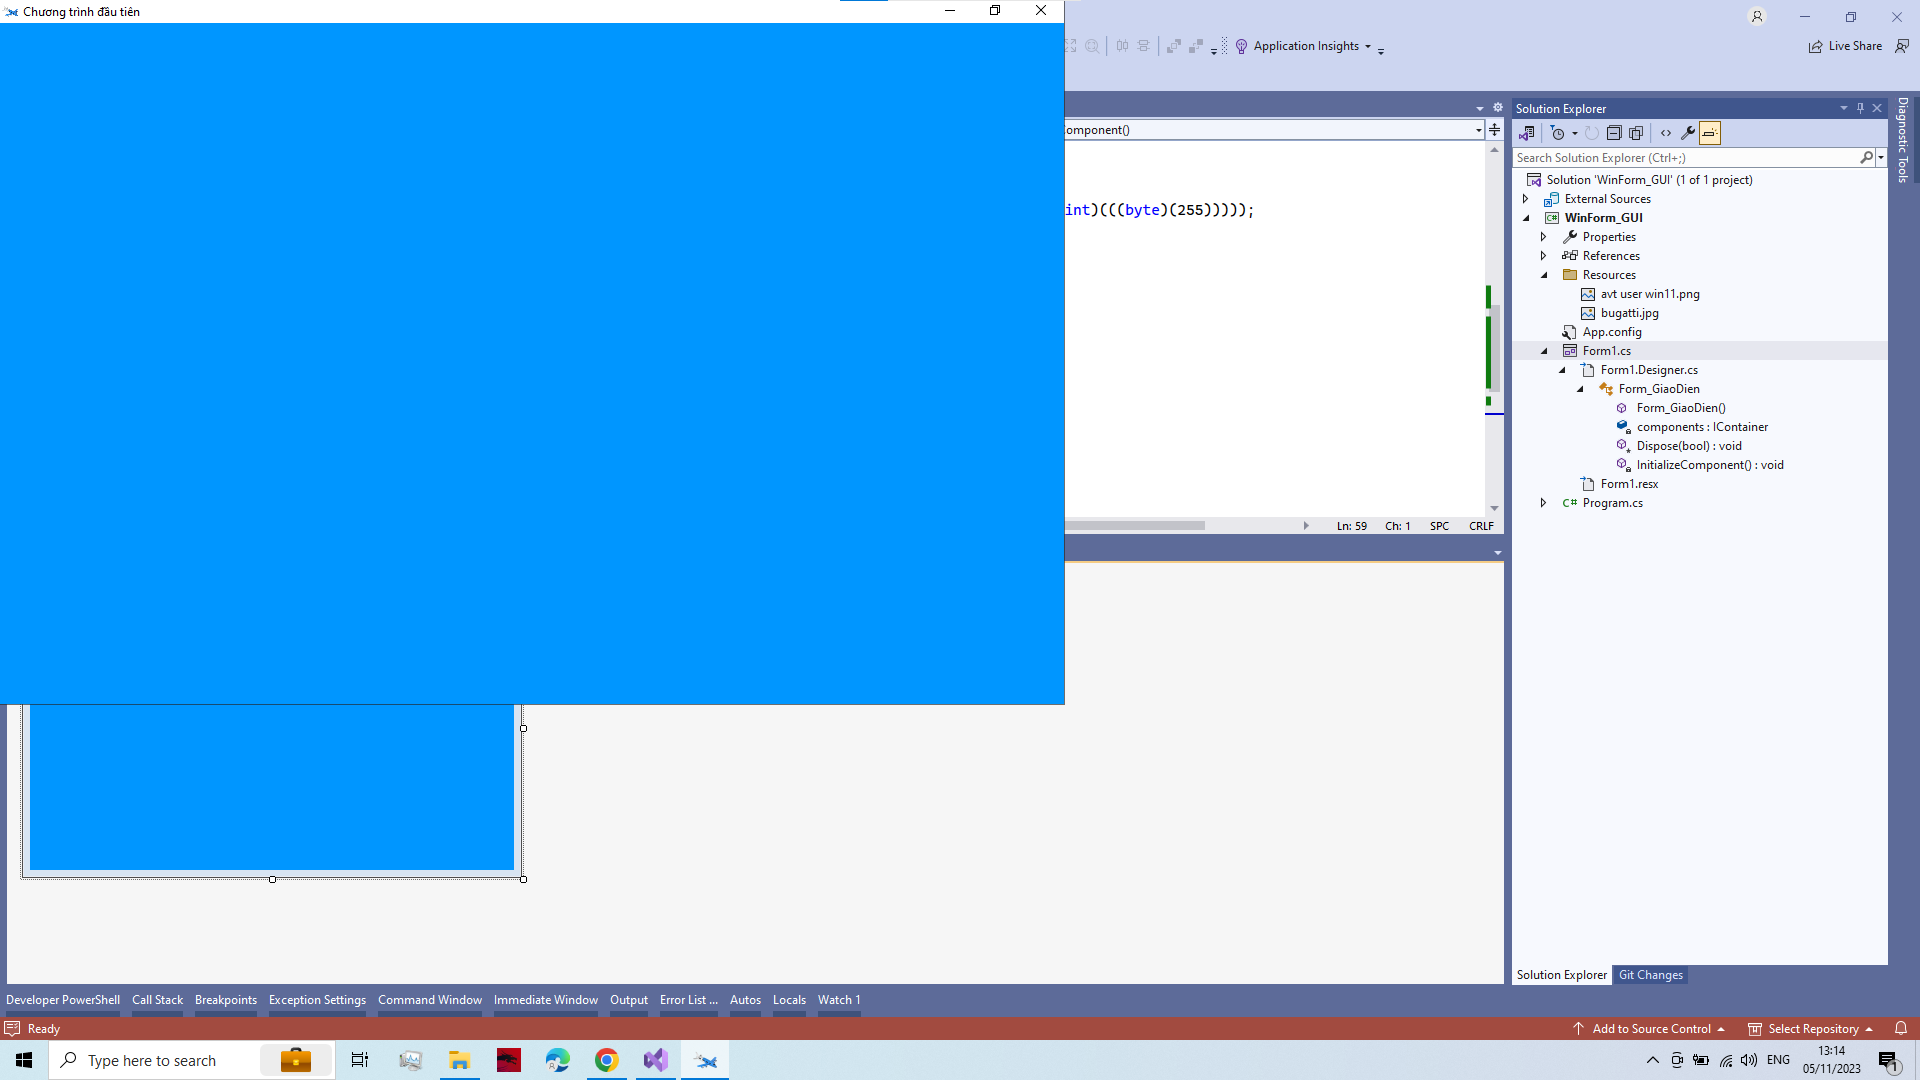 Chương trình đầu tiên
Application Insights
Live Share
Component()
int)(((byte)(255)))));
Ln: 59 Ch: 1 SPC CRLF
Solution Explorer
Search Solution Explorer (Ctrl+;)
Solution 'WinForm_GUI' (1 of 1 project)
External Sources
C# WinForm_GUI
Properties
References
Resources
avt user win11.png
bugatti.jpg
App.config
Form1.cs
Form1.Designer.cs
Form_GiaoDien
Form_GiaoDien()
components : IContainer
Dispose(bool) : void
InitializeComponent() : void
Form1.resx
C# Program.cs
Solution Explorer Git Changes
Diagnostic Tools
Developer PowerShell Call Stack Breakpoints Exception Settings Command Window Immediate Window Output Error List ... Autos Locals Watch 1
Ready
Add to Source Control Select Repository
Type here to search
ENG
13:14
05/11/2023
1